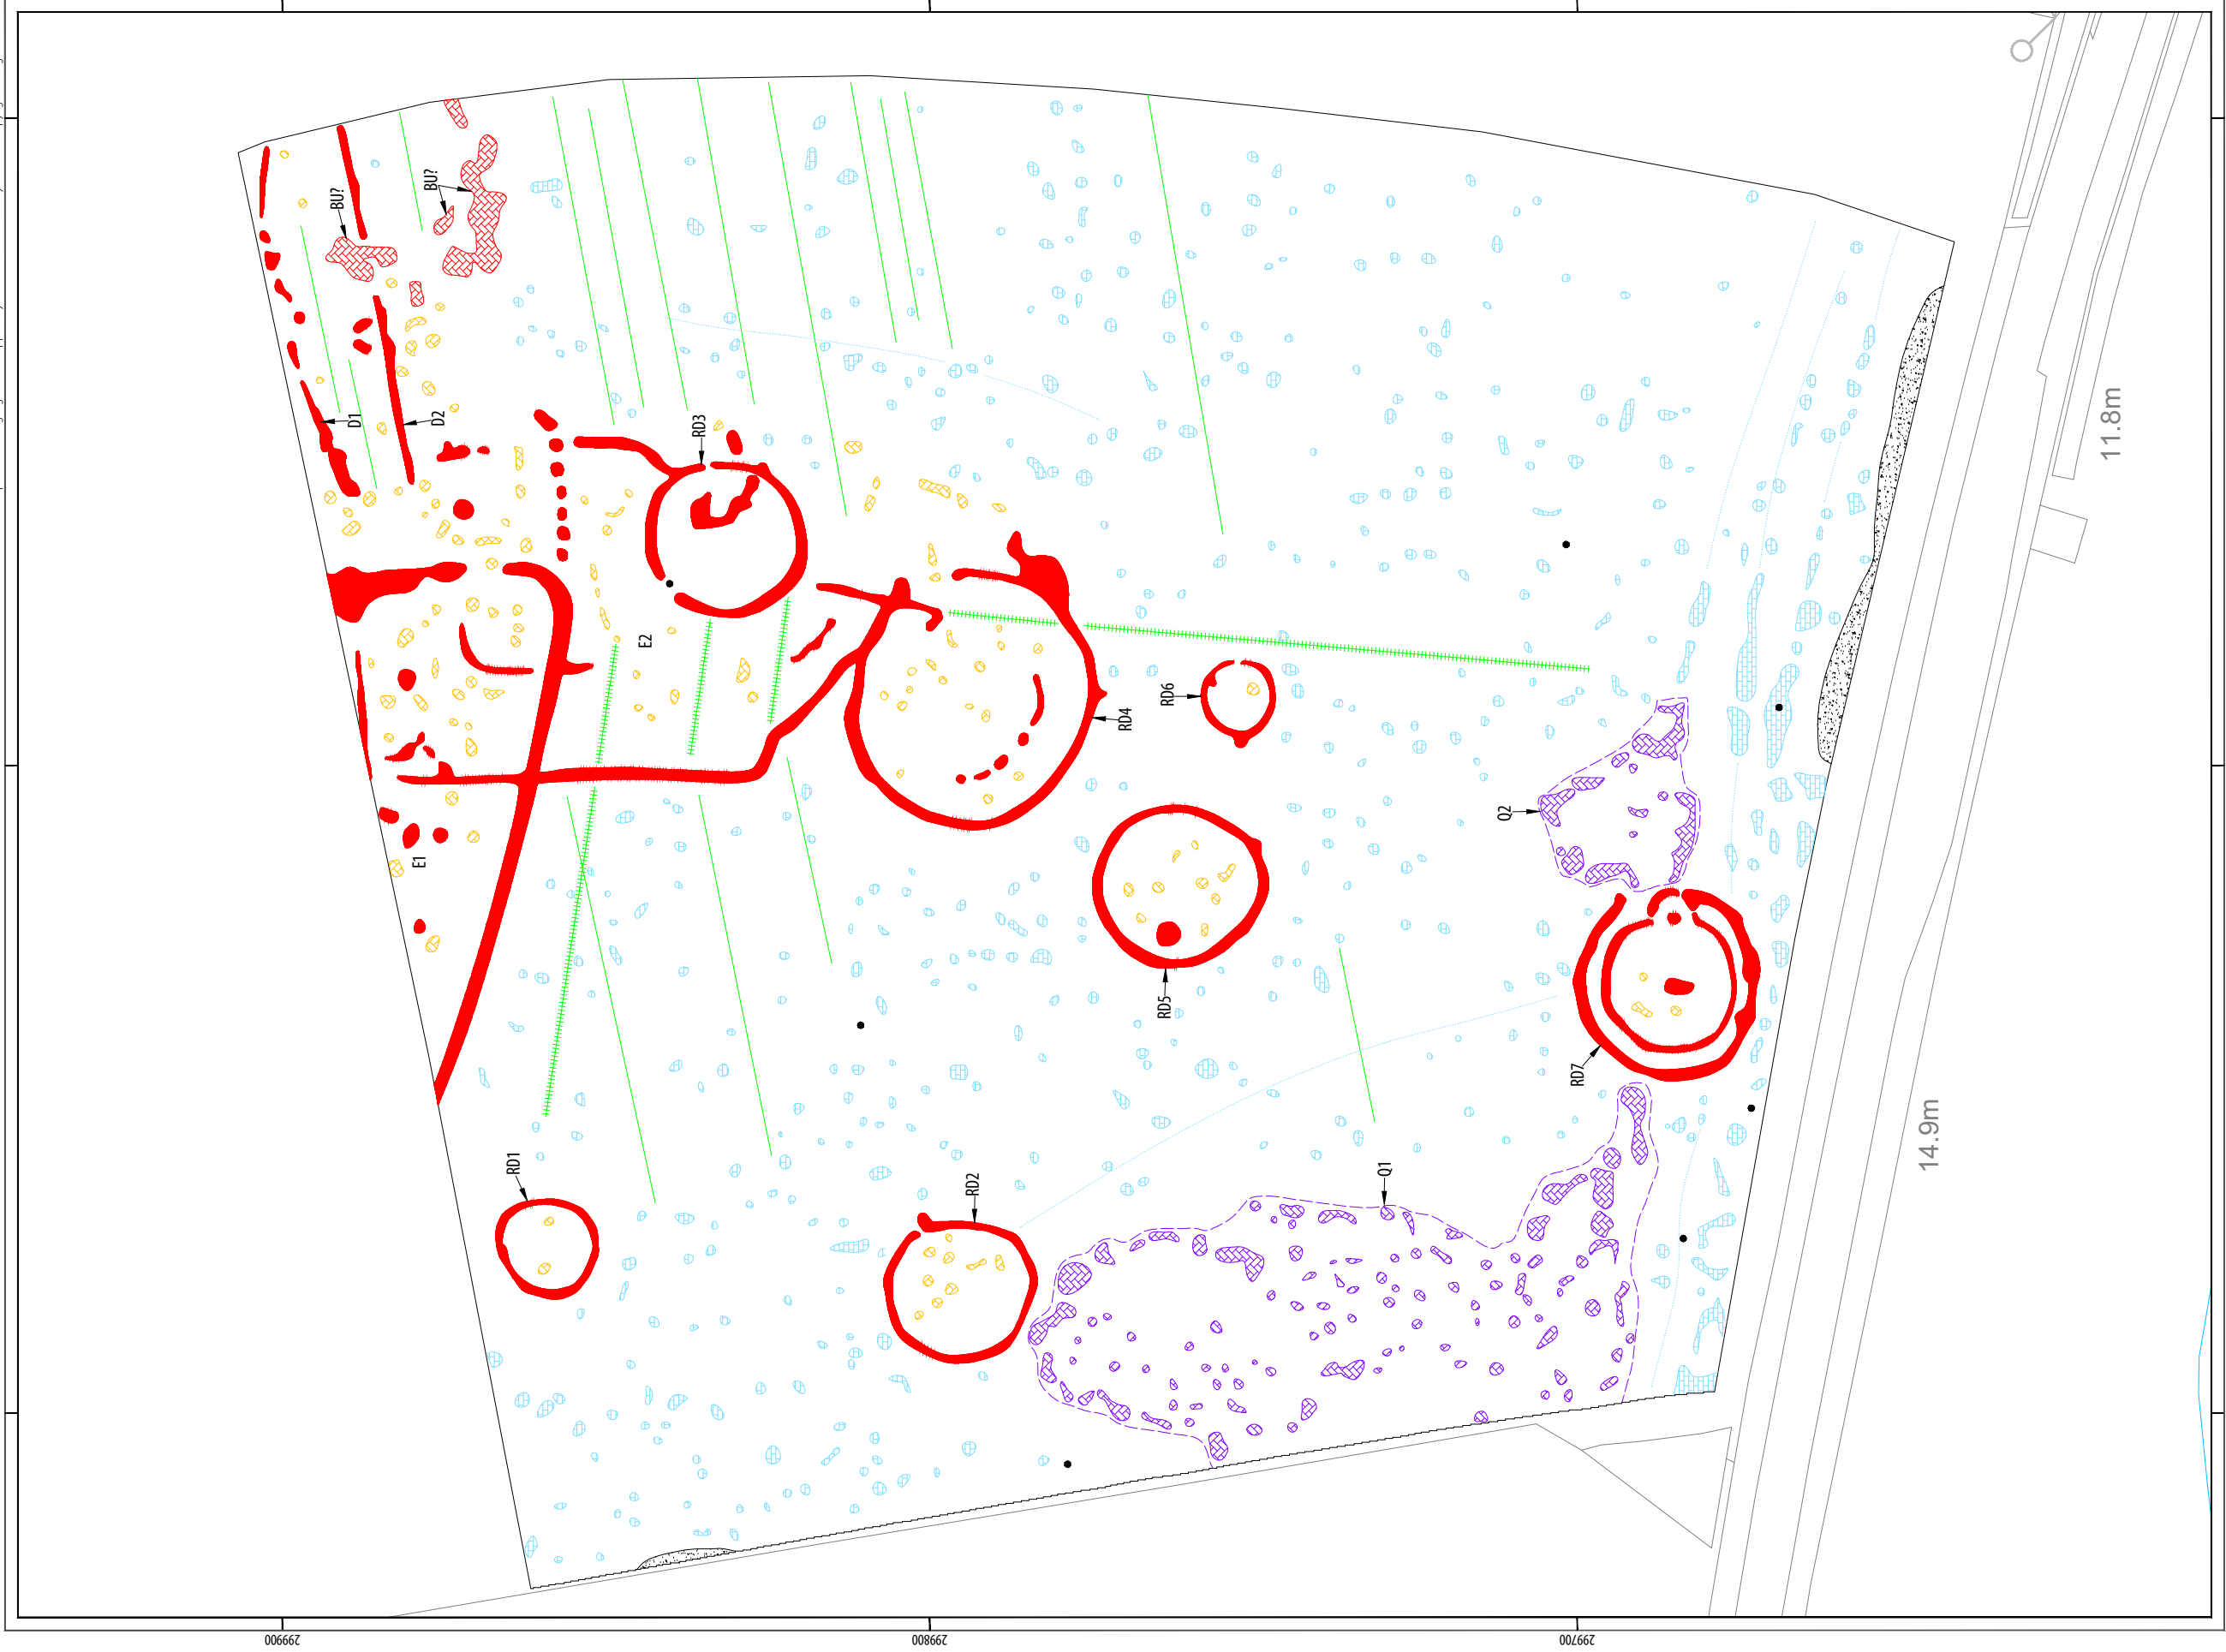 BU?
BU?
D1
D2
RD3
E2
RD4
RD6
E1
Q2
RD5
RD7
RD1
RD2
Q1
11.8m
14.9m
299900
299800
299700